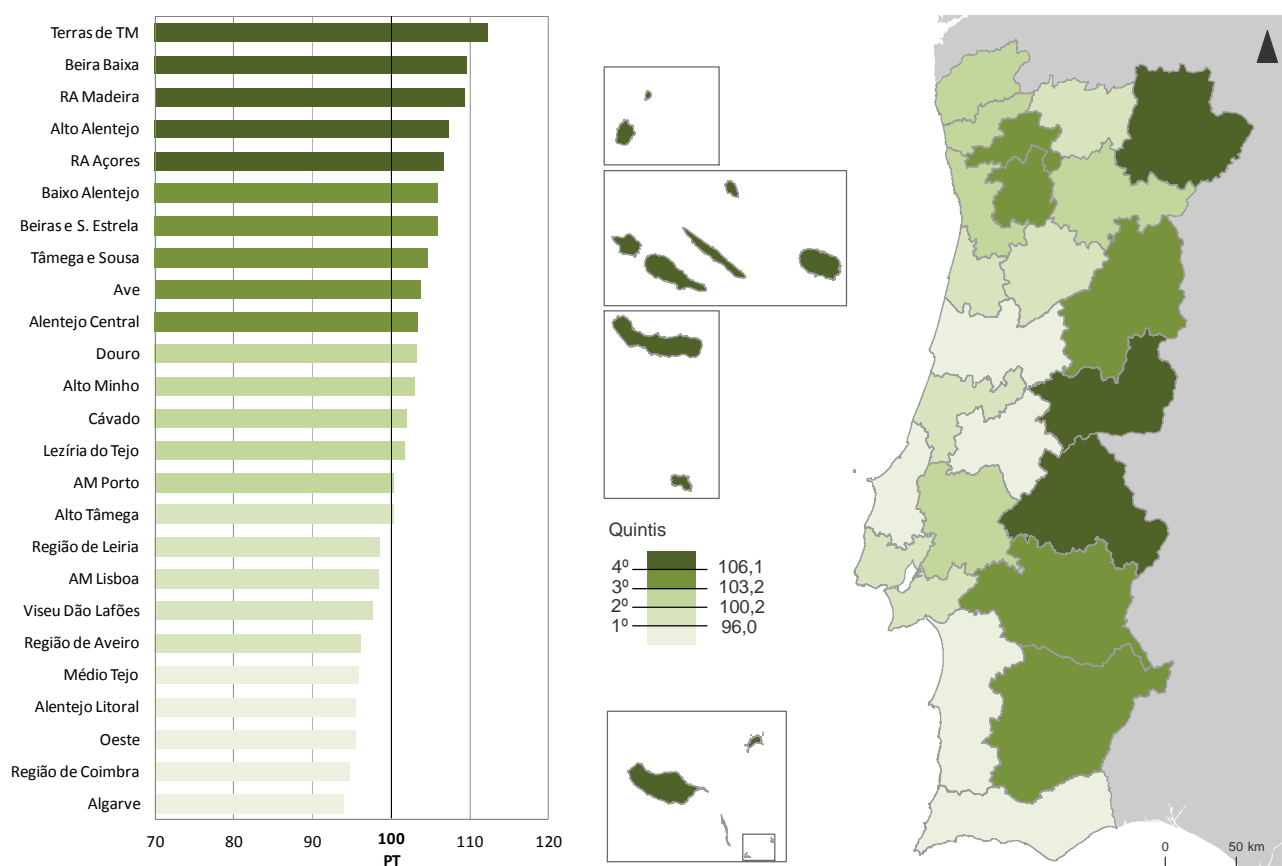 Terras de TM
Beira Baixa
RA Madeira
Alto Alentejo
RA Açores
Baixo Alentejo
Beiras e S. Estrela
Tâmega e Sousa
Ave
Alentejo Central
Douro
Alto Minho
Cávado
Lezíria do Tejo
AM Porto
Alto Tâmega
Região de Leiria
AM Lisboa
Viseu Dão Lafões
Região de Aveiro
Médio Tejo
Alentejo Litoral
Oeste
Região de Coimbra
Algarve
70 80 90 100 110 120
PT
Quintis
4º 106,1
3º 103,2
2º 100,2
1º 96,0
0 50 km